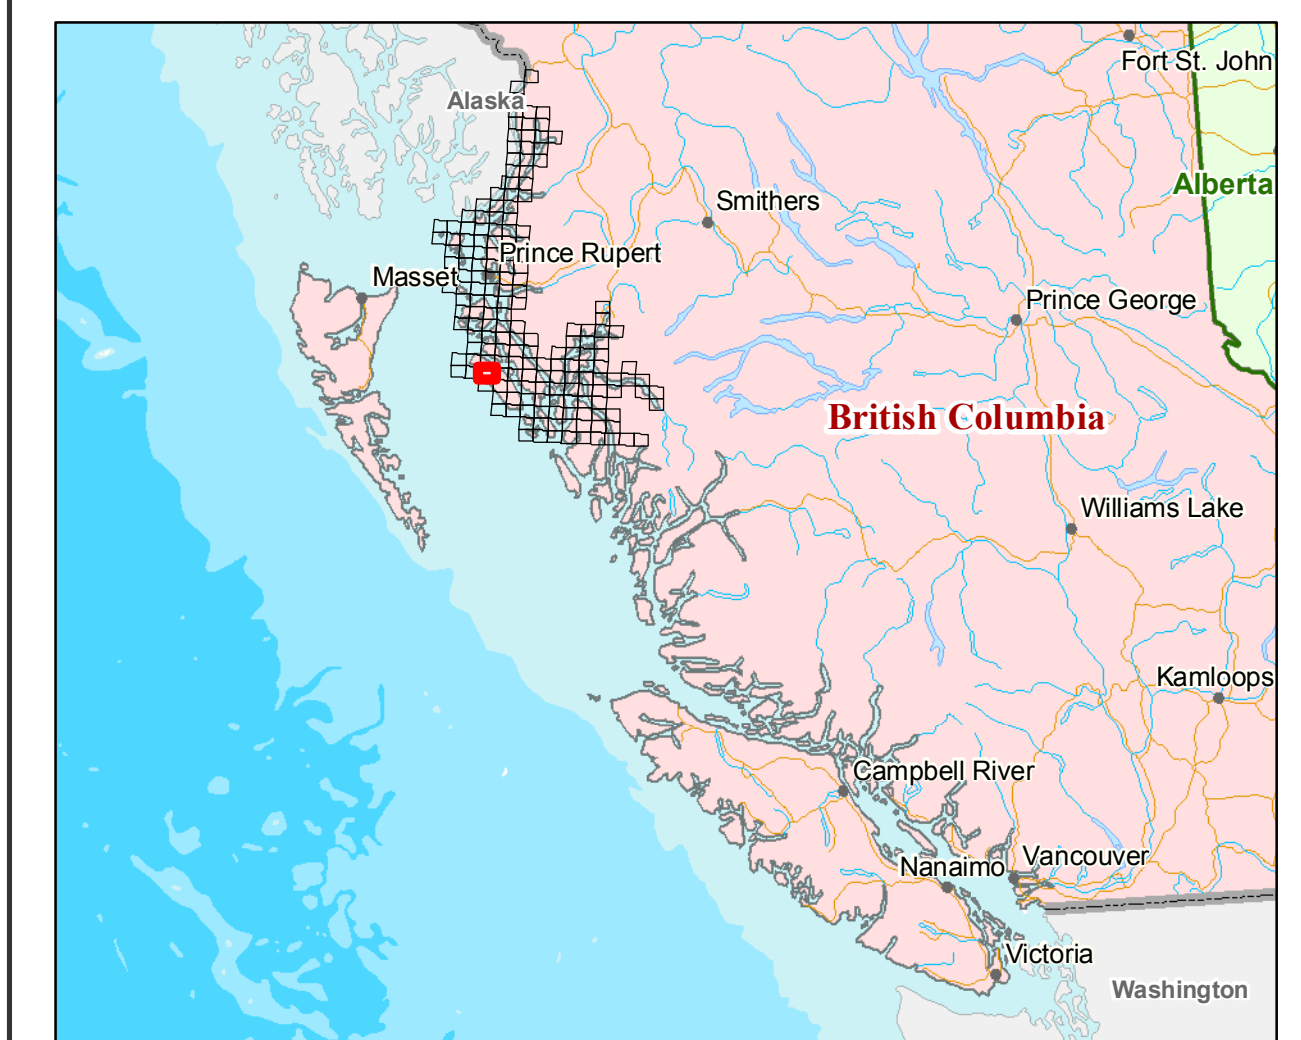 Fort St. John
Alaska
Alberta
Smithers
Prince Rupert
Masset
Prince George
British Columbia
Williams Lake
Kamloops
Campbell River
Vancouver
Nanaimo
Victoria
Washington